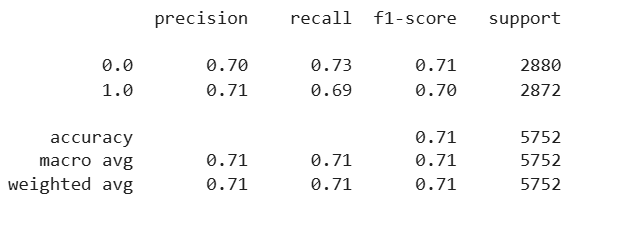 precision recall f1-score support
0.0 0.70 0.73 0.71 2880
1.0 0.71 0.69 0.70 2872
accuracy 0.71 5752
macro avg 0.71 0.71 0.71 5752
weighted avg 0.71 0.71 0.71 5752